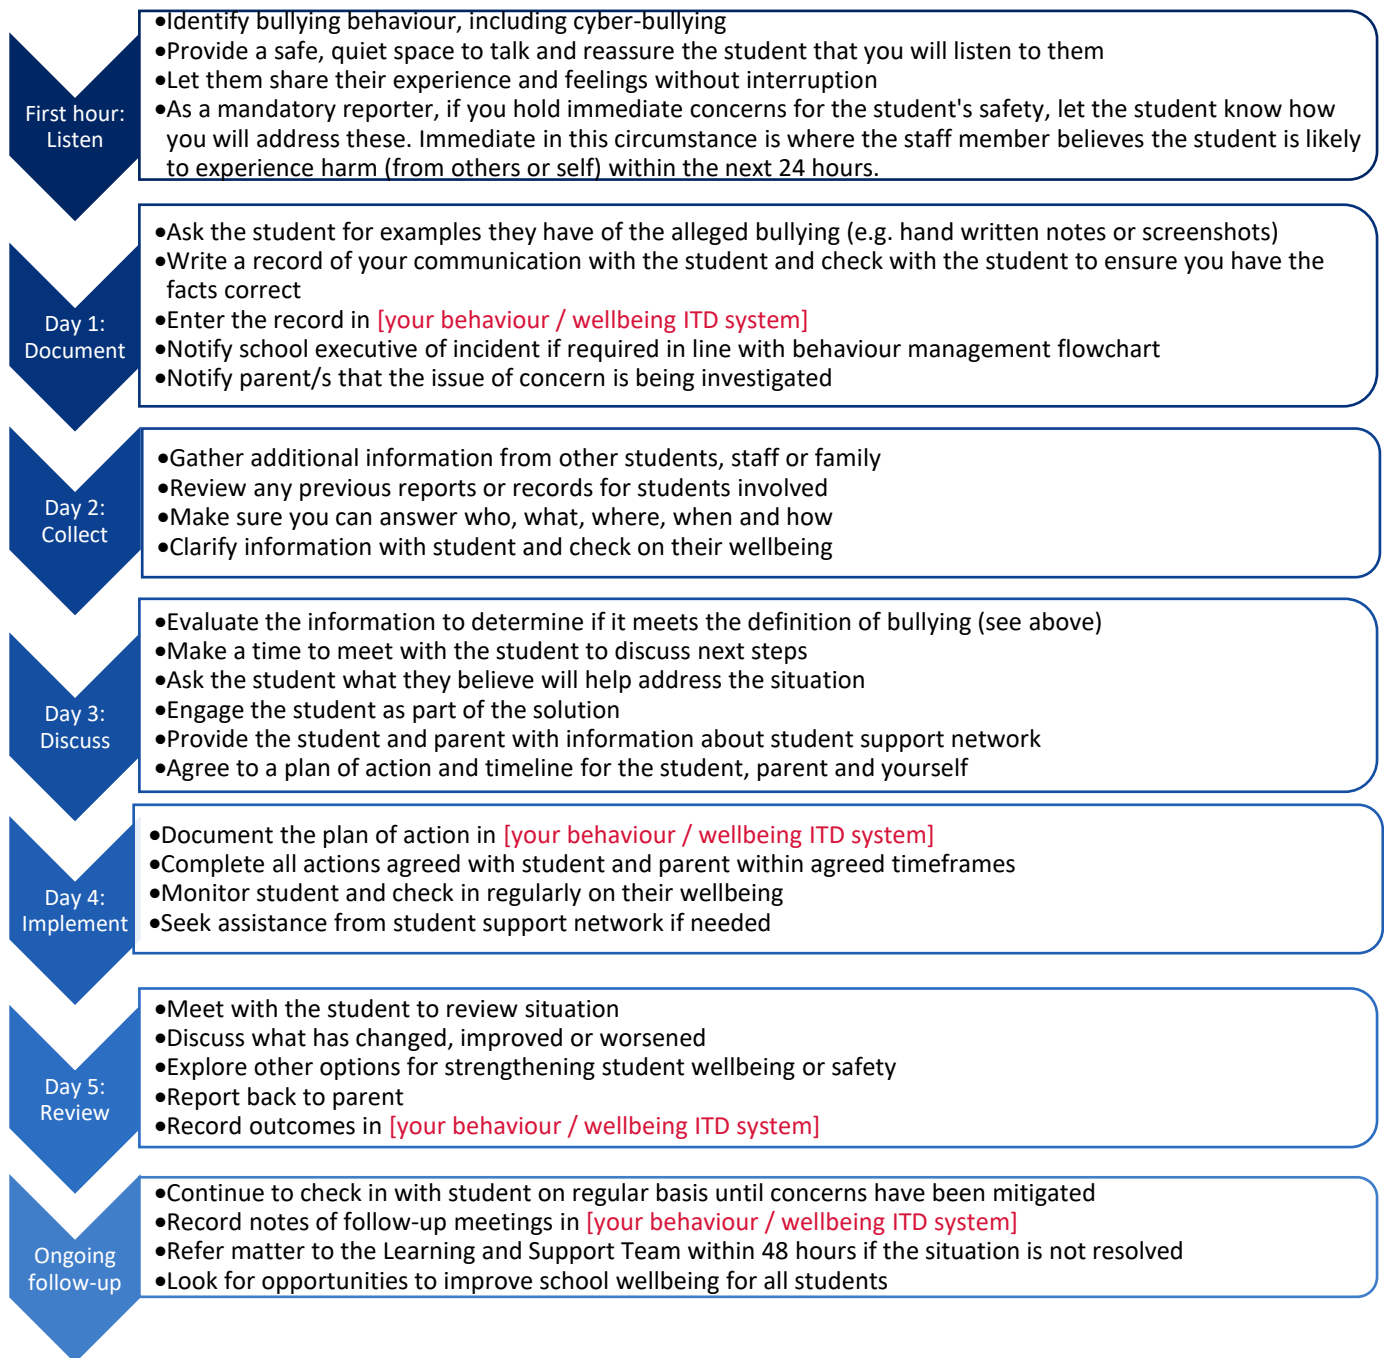 First hour:
Listen
•Identify bullying behaviour, including cyber-bullying
•Provide a safe, quiet space to talk and reassure the student that you will listen to them
•Let them share their experience and feelings without interruption
•As a mandatory reporter, if you hold immediate concerns for the student's safety, let the student know how
you will address these. Immediate in this circumstance is where the staff member believes the student is likely
to experience harm (from others or self) within the next 24 hours.
Day 1:
Document
•Ask the student for examples they have of the alleged bullying (e.g. hand written notes or screenshots)
•Write a record of your communication with the student and check with the student to ensure you have the
facts correct
•Enter the record in [your behaviour / wellbeing ITD system]
•Notify school executive of incident if required in line with behaviour management flowchart
•Notify parent/s that the issue of concern is being investigated
Day 2:
Collect
•Gather additional information from other students, staff or family
•Review any previous reports or records for students involved
•Make sure you can answer who, what, where, when and how
•Clarify information with student and check on their wellbeing
Day 3:
Discuss
•Evaluate the information to determine if it meets the definition of bullying (see above)
•Make a time to meet with the student to discuss next steps
•Ask the student what they believe will help address the situation
•Engage the student as part of the solution
•Provide the student and parent with information about student support network
•Agree to a plan of action and timeline for the student, parent and yourself
Day 4:
Implement
•Document the plan of action in [your behaviour / wellbeing ITD system]
•Complete all actions agreed with student and parent within agreed timeframes
•Monitor student and check in regularly on their wellbeing
•Seek assistance from student support network if needed
Day 5:
Review
•Meet with the student to review situation
•Discuss what has changed, improved or worsened
•Explore other options for strengthening student wellbeing or safety
•Report back to parent
•Record outcomes in [your behaviour / wellbeing ITD system]
Ongoing
follow-up
•Continue to check in with student on regular basis until concerns have been mitigated
•Record notes of follow-up meetings in [your behaviour / wellbeing ITD system]
•Refer matter to the Learning and Support Team within 48 hours if the situation is not resolved
•Look for opportunities to improve school wellbeing for all students